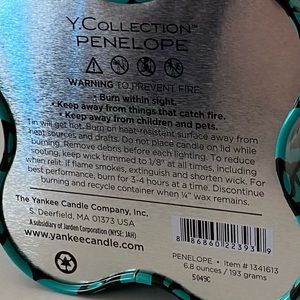 Y.COLLECTION™
PENELOPE
WARNING TO PREVENT FIRE:
• Burn within sight.
• Keep away from things that catch fire.
• Keep away from children and pets.
Tin will get hot. Burn on heat-resistant surface away from
heat sources and drafts. Do not place candle on lid while
burning. Remove debris before each lighting. To reduce
sooting, keep wick trimmed to 1/8" at all times, including
when relit. If flame smokes, extinguish and shorten wick. For
best performance, burn for 3-4 hours at a time. Discontinue
burning and recycle container when ¼" wax remains.
The Yankee Candle Company, Inc.
S. Deerfield, MA 01373 USA
A subsidiary of Jarden Corporation (NYSE: JAH)
www.yankeecandle.com
8 86860 22393 9
PENELOPE • Item #1341613
6.8 ounces / 193 grams
5049C